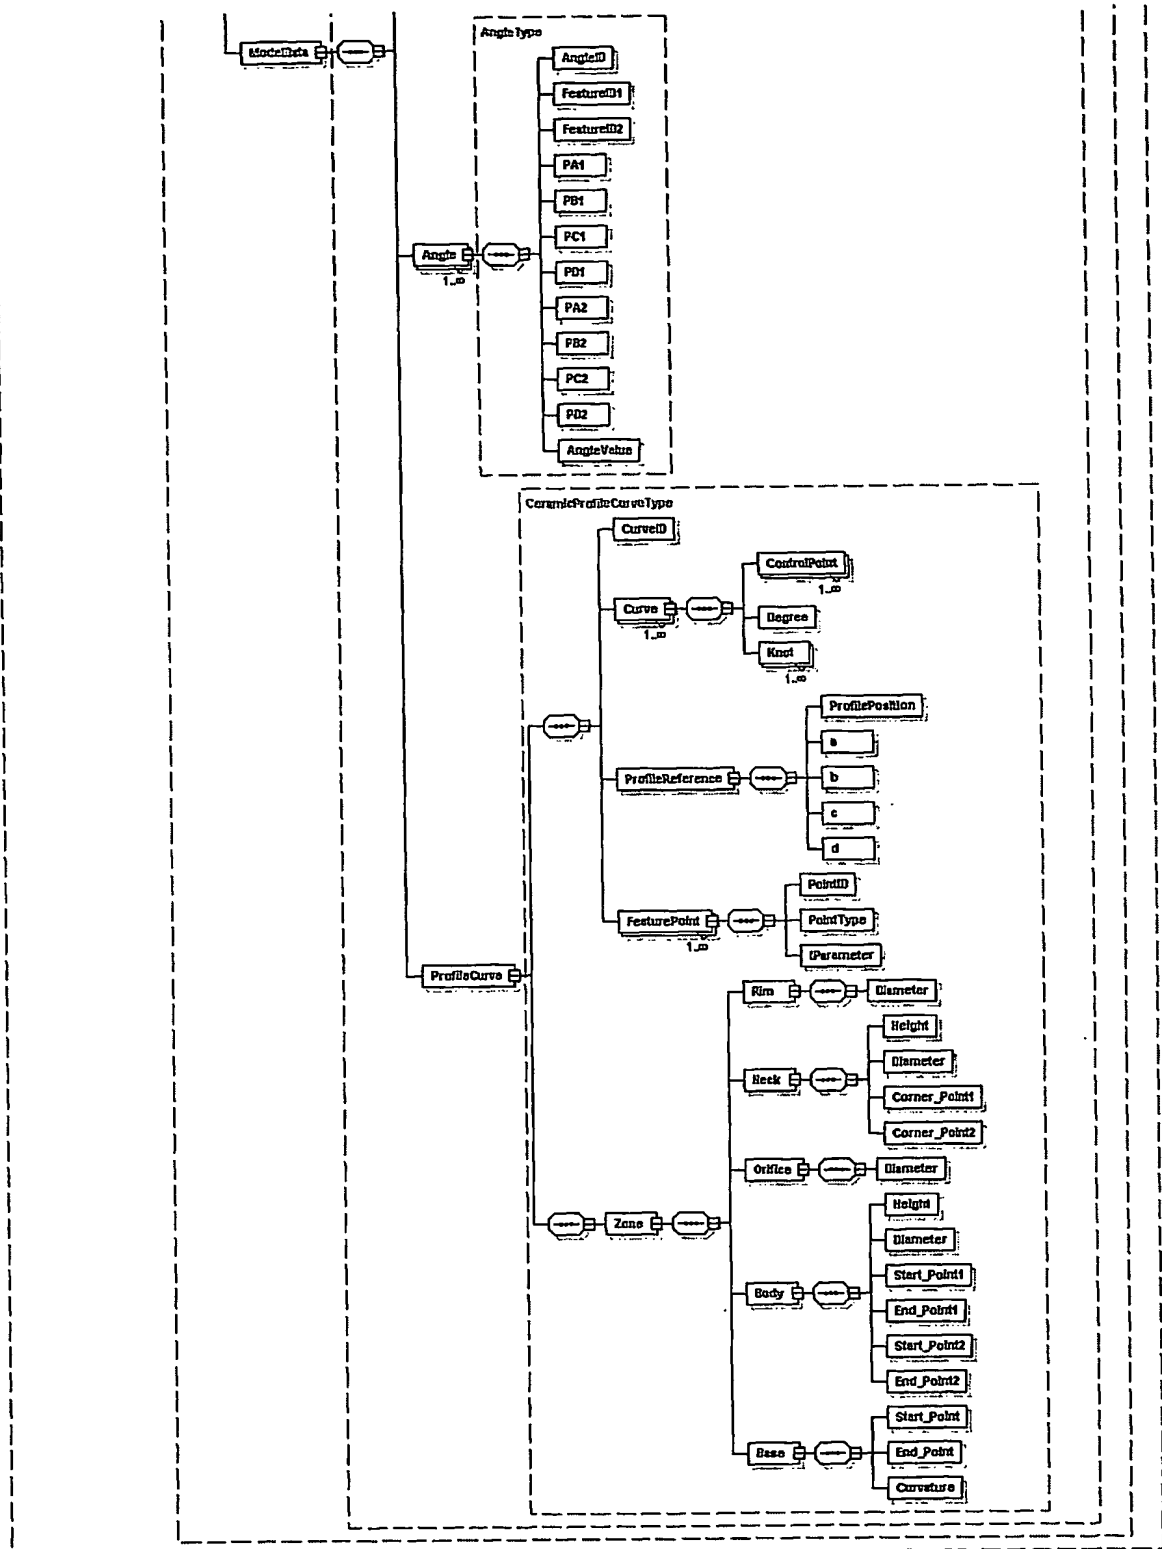 AngleType
ModelData
AngleID
FeatureID1
FeatureID2
PA1
PB1
PC1
PD1
PA2
PB2
PC2
PD2
AngleValue
Angle
1..∞
CeramicProfileCurveType
CurveID
Curve
1..∞
ControlPoint
1..∞
Degree
Knot
1..∞
ProfileReference
ProfilePosition
a
b
c
d
FeaturePoint
1..∞
PointID
PointType
tParameter
ProfileCurve
Rim
Diameter
Neck
Height
Diameter
Corner_Point1
Corner_Point2
Orifice
Diameter
Zone
Body
Height
Diameter
Start_Point1
End_Point1
Start_Point2
End_Point2
Base
Start_Point
End_Point
Curvature